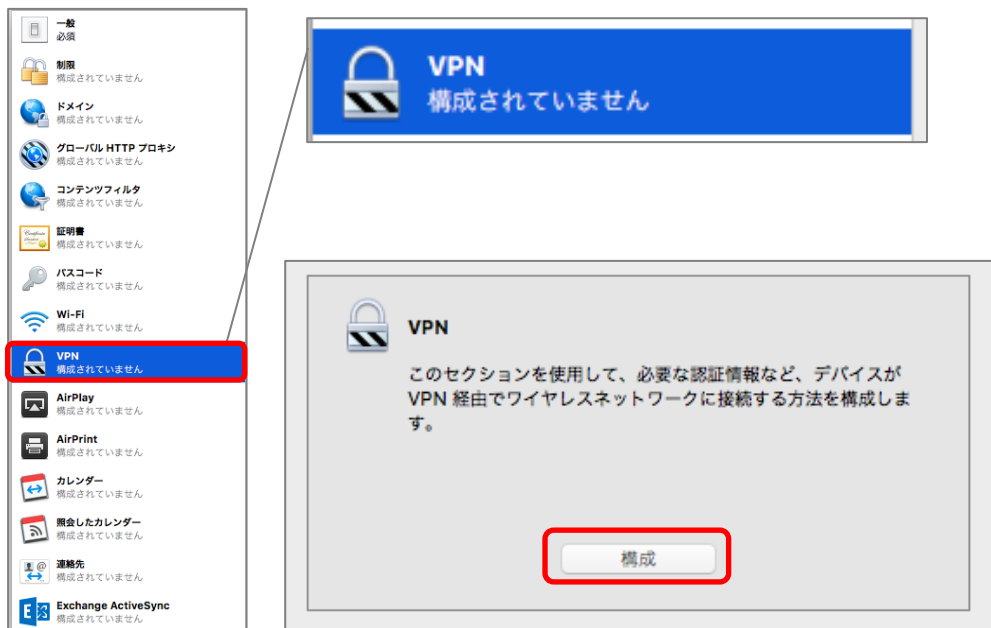 一般
必須
制限
構成されていません
ドメイン
構成されていません
グローバル HTTP プロキシ
構成されていません
コンテンツフィルタ
構成されていません
証明書
構成されていません
パスコード
構成されていません
Wi-Fi
構成されていません
VPN
構成されていません
AirPlay
構成されていません
AirPrint
構成されていません
カレンダー
構成されていません
照会したカレンダー
構成されていません
連絡先
構成されていません
Exchange ActiveSync
構成されていません
VPN
構成されていません
VPN
このセクションを使用して、必要な認証情報など、デバイスが
VPN 経由でワイヤレスネットワークに接続する方法を構成しま
す。
構成